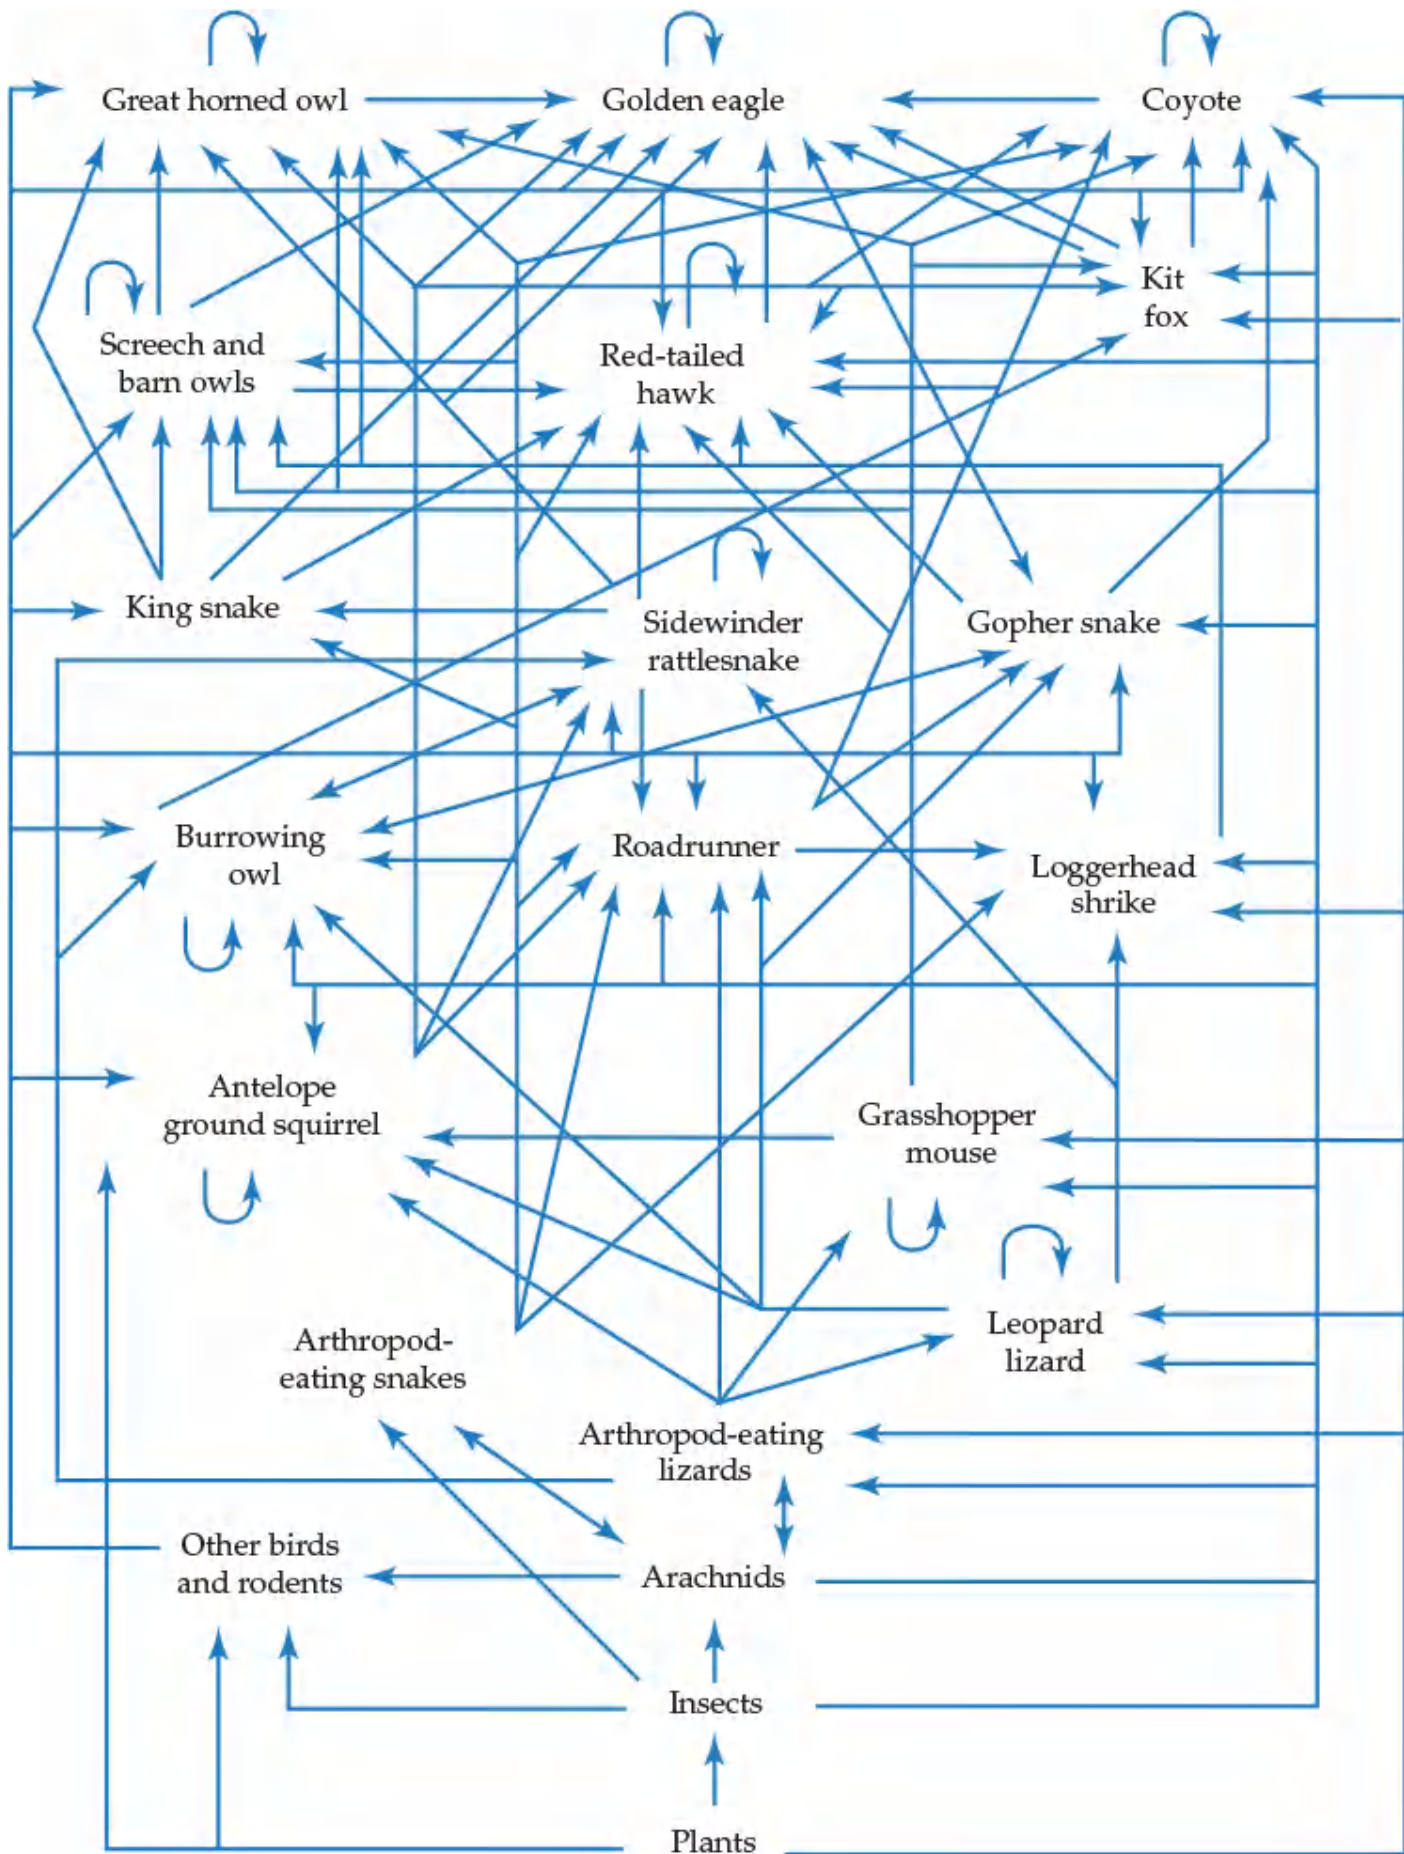 Great horned owl
Golden eagle
Coyote
Kit
fox
Screech and
barn owls
Red-tailed
hawk
King snake
Sidewinder
rattlesnake
Gopher snake
Burrowing
owl
Roadrunner
Loggerhead
shrike
Antelope
ground squirrel
Grasshopper
mouse
Arthropod-
eating snakes
Leopard
lizard
Arthropod-eating
lizards
Other birds
and rodents
Arachnids
Insects
Plants